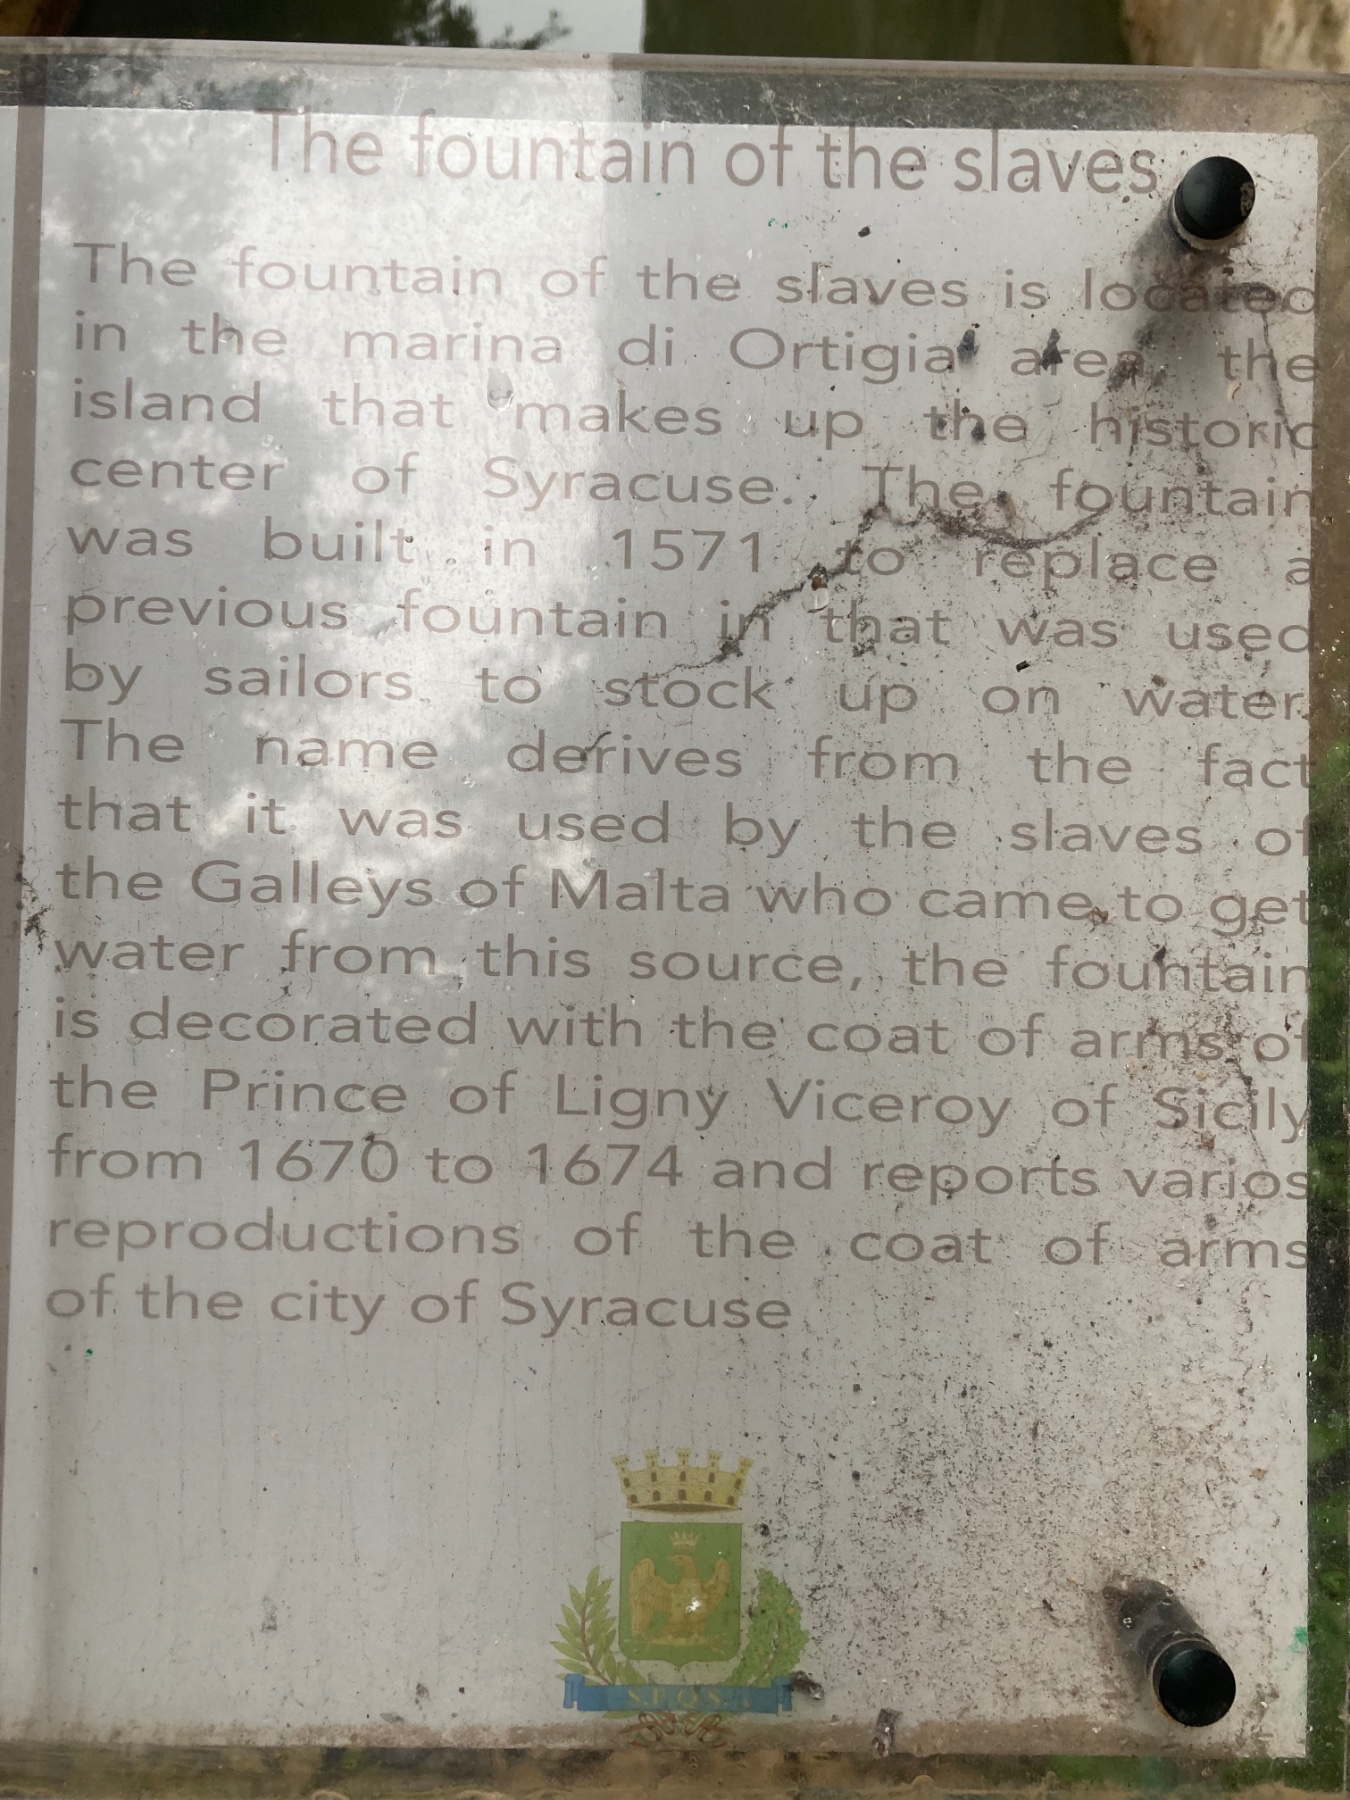 The fountain of the slaves
The fountain of the slaves is located
in the marina di Ortigia area, the
island that makes up the historic
center of Syracuse. The fountain
was built in 1571 to replace a
previous fountain in that was used
by sailors to stock up on water.
The name derives from the fact
that it was used by the slaves of
the Galleys of Malta who came to get
water from this source, the fountain
is decorated with the coat of arms of
the Prince of Ligny Viceroy of Sicily
from 1670 to 1674 and reports varios
reproductions of the coat of arms
of the city of Syracuse
S.P.Q.S.